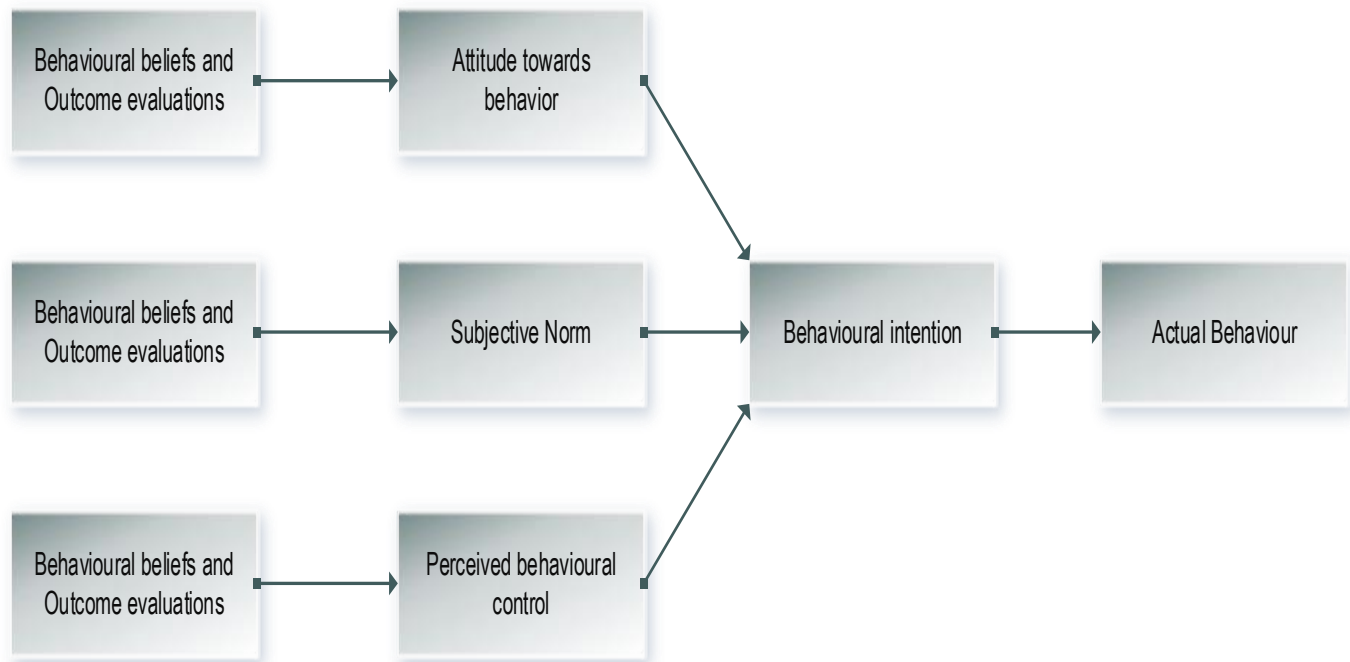 Behavioural beliefs and
Outcome evaluations
Attitude towards
behavior
Behavioural beliefs and
Outcome evaluations
Subjective Norm
Behavioural intention
Actual Behaviour
Behavioural beliefs and
Outcome evaluations
Perceived behavioural
control